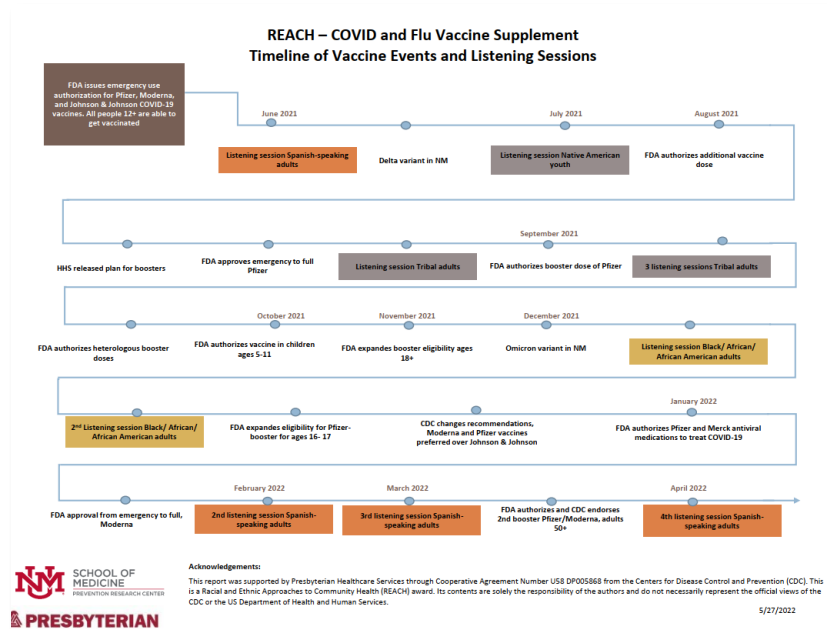 REACH – COVID and Flu Vaccine Supplement
Timeline of Vaccine Events and Listening Sessions
FDA issues emergency use
authorization for Pfizer, Moderna,
and Johnson & Johnson COVID-19
vaccines. All people 12+ are able to
get vaccinated
June 2021
July 2021
August 2021
Listening session Spanish-speaking
adults
Delta variant in NM
Listening session Native American
youth
FDA authorizes additional vaccine
dose
September 2021
HHS released plan for boosters
FDA approves emergency to full
Pfizer
Listening session Tribal adults
FDA authorizes booster dose of Pfizer
3 listening sessions Tribal adults
October 2021
November 2021
December 2021
FDA authorizes heterologous booster
doses
FDA authorizes vaccine in children
ages 5-11
FDA expandes booster eligibility ages
18+
Omicron variant in NM
Listening session Black/ African/
African American adults
January 2022
2nd Listening session Black/ African/
African American adults
FDA expandes eligibility for Pfizer-
booster for ages 16- 17
CDC changes recommendations,
Moderna and Pfizer vaccines
preferred over Johnson & Johnson
FDA authorizes Pfizer and Merck antiviral
medications to treat COVID-19
February 2022
March 2022
April 2022
FDA approval from emergency to full,
Moderna
2nd listening session Spanish-
speaking adults
3rd listening session Spanish-
speaking adults
FDA authorizes and CDC endorses
2nd booster Pfizer/Moderna, adults
50+
4th listening session Spanish-
speaking adults
UNM
SCHOOL OF
MEDICINE
PREVENTION RESEARCH CENTER
PRESBYTERIAN
Acknowledgements:
This report was supported by Presbyterian Healthcare Services through Cooperative Agreement Number US8 DP005868 from the Centers for Disease Control and Prevention (CDC). This
is a Racial and Ethnic Approaches to Community Health (REACH) award. Its contents are solely the responsibility of the authors and do not necessarily represent the official views of the
CDC or the US Department of Health and Human Services.
5/27/2022